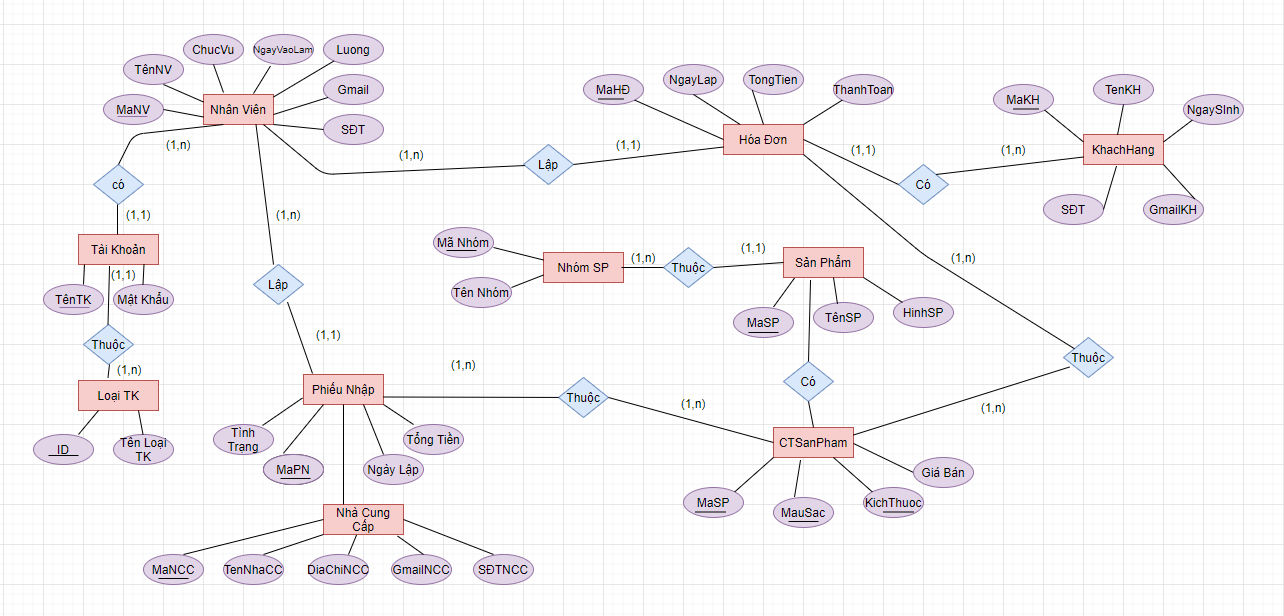 ChucVu
NgayVaoLam
Luong
TênNV
Gmail
MaNV
Nhân Viên
SĐT
(1,n)
(1,n)
Lập
(1,1)
MaHĐ
NgayLap
TongTien
ThanhToan
Hóa Đơn
(1,1)
Có
(1,n)
MaKH
TenKH
NgaySInh
KhachHang
SĐT
GmailKH
có
(1,1)
(1,n)
Tài Khoản
(1,1)
TênTK
Mật Khẩu
Thuộc
(1,n)
Loại TK
ID
Tên Loại
TK
Lập
(1,1)
Mã Nhóm
Tên Nhóm
Nhóm SP
(1,n)
Thuộc
(1,1)
Sản Phẩm
MaSP
TênSP
HinhSP
(1,n)
Thuộc
(1,n)
Có
Phiếu Nhập
(1,n)
Thuộc
(1,n)
CTSanPham
Tình
Trạng
MaPN
Ngày Lập
Tổng Tiền
MaSP
MauSac
KichThuoc
Giá Bán
Nhà Cung
Cấp
MaNCC
TenNhaCC
DiaChiNCC
GmailNCC
SĐTNCC